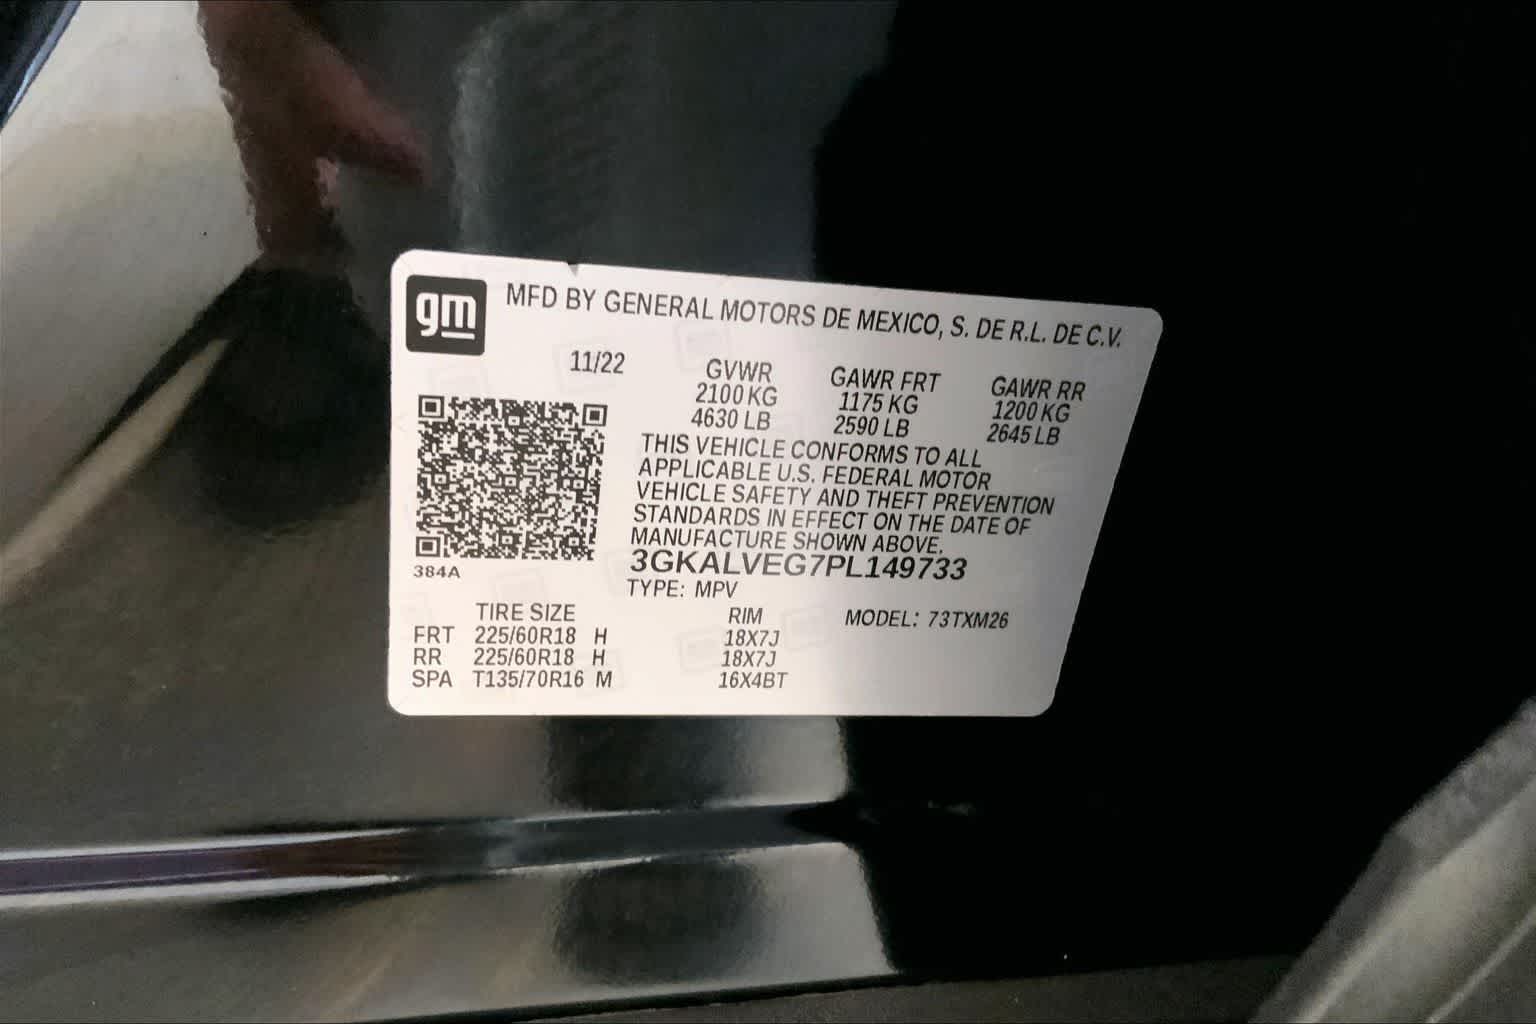 gm MFD BY GENERAL MOTORS DE MEXICO, S. DE R.L. DE C.V.
11/22 GVWR GAWR FRT GAWR RR
2100 KG 1175 KG 1200 KG
4630 LB 2590 LB 2645 LB
THIS VEHICLE CONFORMS TO ALL
APPLICABLE U.S. FEDERAL MOTOR
VEHICLE SAFETY AND THEFT PREVENTION
STANDARDS IN EFFECT ON THE DATE OF
MANUFACTURE SHOWN ABOVE.
3GKALVEG7PL149733
384A
TYPE: MPV
TIRE SIZE RIM MODEL: 73TXM26
FRT 225/60R18 H 18X7J
RR 225/60R18 H 18X7J
SPA T135/70R16 M 16X4BT